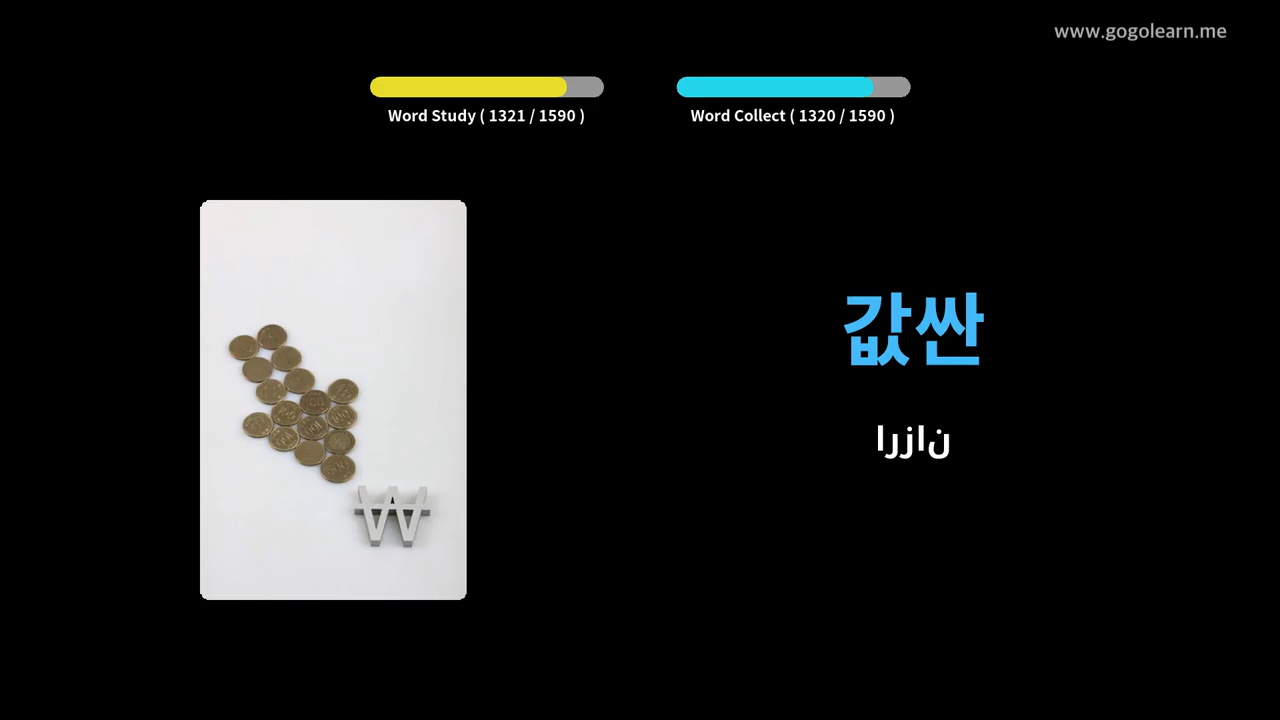 www.gogolearn.me
Word Study ( 1321 / 1590 )
Word Collect ( 1320 / 1590 )
값싼
ارزان